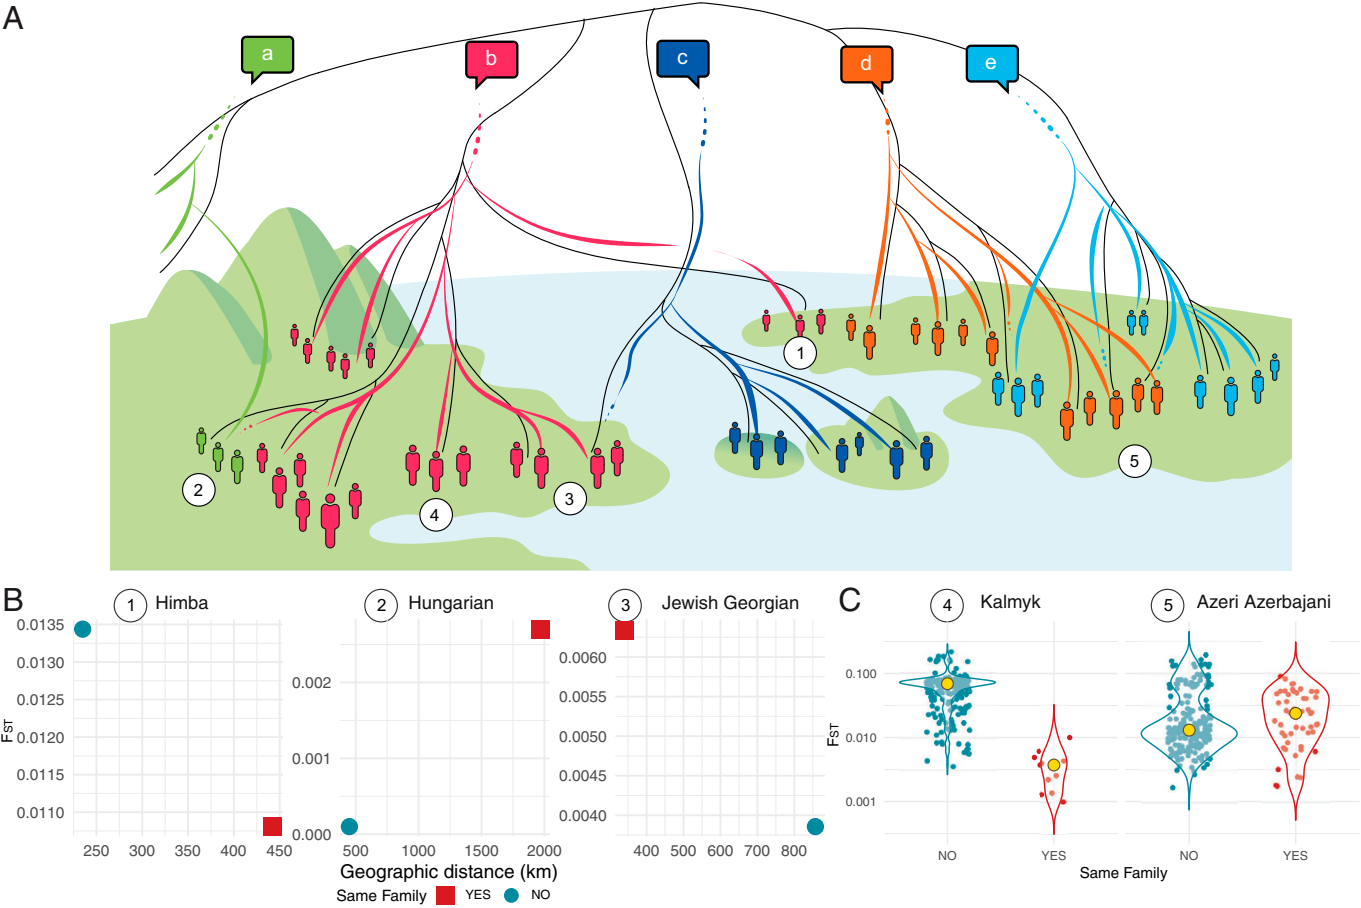 A
a
b
c
d
e
1
2
3
4
5
B
1 Himba
2 Hungarian
3 Jewish Georgian
C
4 Kalmyk
5 Azeri Azerbajani
FST
0.0135
0.0130
0.0125
0.0120
0.0115
0.0110
250 300 350 400 450
0.002
0.001
0.000
500 1000 1500 2000
0.0060
0.0055
0.0050
0.0045
0.0040
400 500 600 700 800
Geographic distance (km)
Same Family YES NO
FST
0.100
0.010
0.001
NO YES NO YES
Same Family